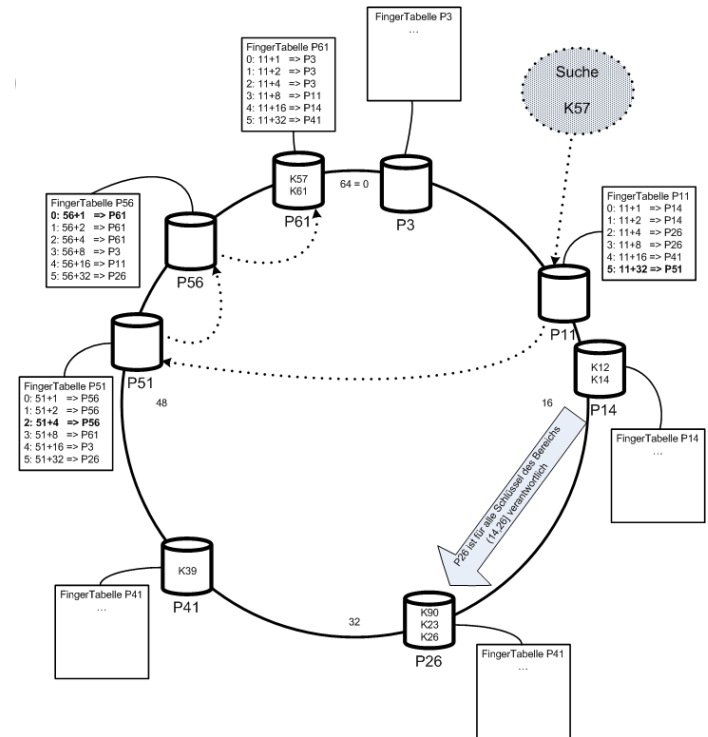 FingerTabelle P3
...
FingerTabelle P61
0: 11+1 => P3
1: 11+2 => P3
2: 11+4 => P3
3: 11+8 => P11
4: 11+16 => P14
5: 11+32 => P41
Suche
K57
K57
K61
P61
64 = 0
P3
FingerTabelle P56
0: 56+1 => P61
1: 56+2 => P61
2: 56+4 => P61
3: 56+8 => P3
4: 56+16 => P11
5: 56+32 => P26
P56
FingerTabelle P11
0: 11+1 => P14
1: 11+2 => P14
2: 11+4 => P26
3: 11+8 => P26
4: 11+16 => P41
5: 11+32 => P51
P11
P51
K12
K14
P14
FingerTabelle P51
0: 51+1 => P56
1: 51+2 => P56
2: 51+4 => P56
3: 51+8 => P61
4: 51+16 => P3
5: 51+32 => P26
48
16
FingerTabelle P14
...
P26 ist für alle Schlüssel des Bereichs
(14,26] verantwortlich
K39
P41
FingerTabelle P41
...
32
K90
K23
K26
P26
FingerTabelle P41
...